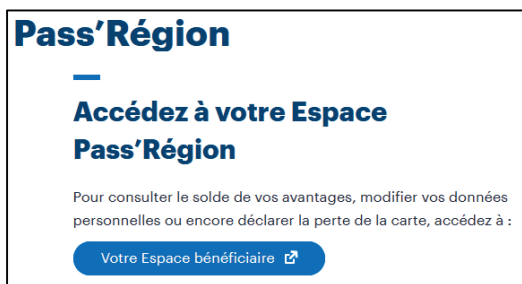 Pass’Région
Accédez à votre Espace
Pass’Région
Pour consulter le solde de vos avantages, modifier vos données
personnelles ou encore déclarer la perte de la carte, accédez à :
Votre Espace bénéficiaire